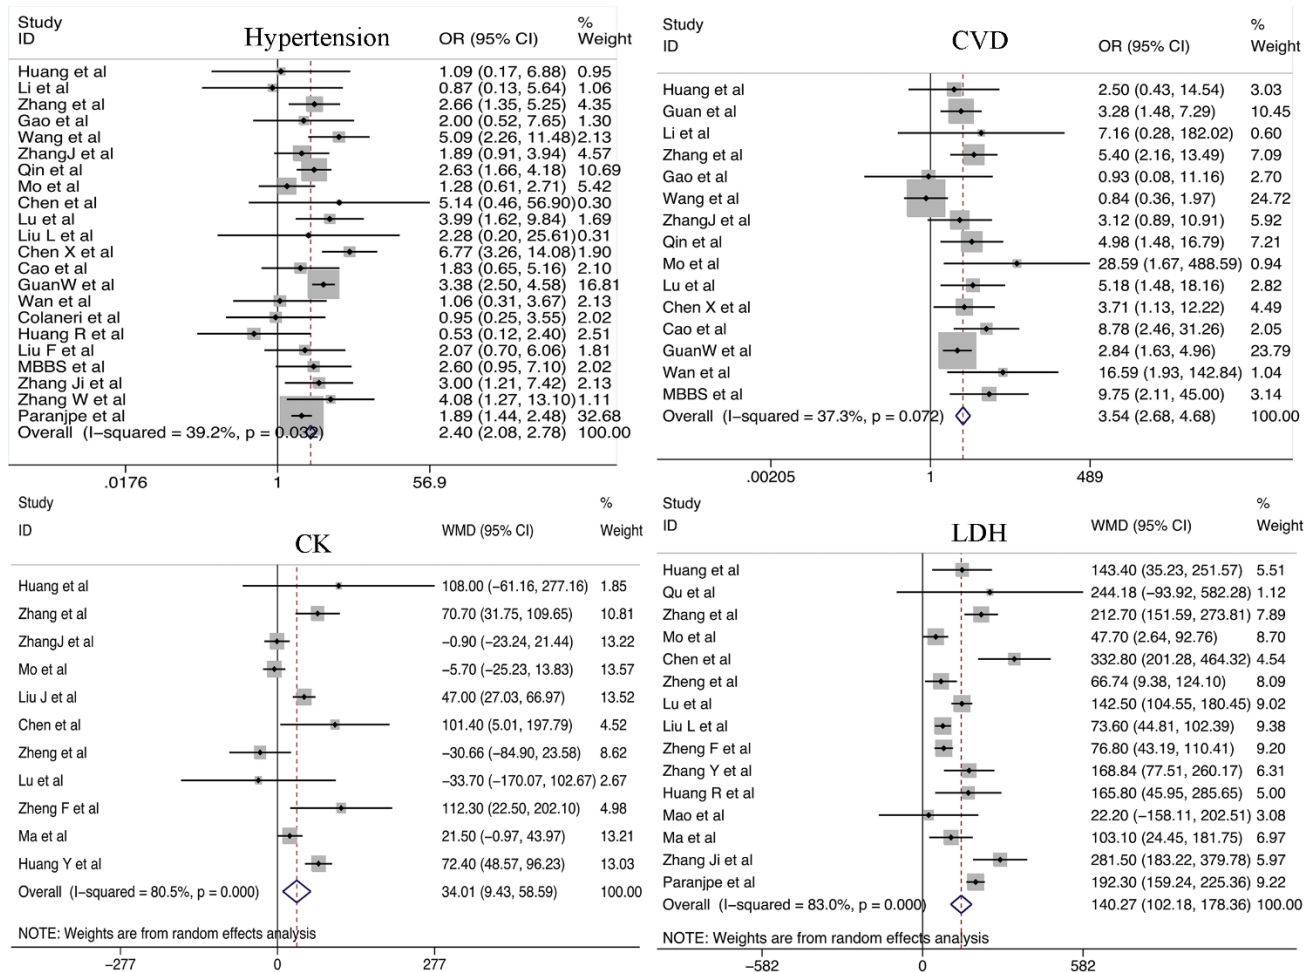 Study
ID Hypertension OR (95% CI) % Weight
Huang et al 1.09 (0.17, 6.88) 0.95
Li et al 0.87 (0.13, 5.64) 1.06
Zhang et al 2.66 (1.35, 5.25) 4.35
Gao et al 2.00 (0.52, 7.65) 1.30
Wang et al 5.09 (2.26, 11.48) 2.13
ZhangJ et al 1.89 (0.91, 3.94) 4.57
Qin et al 2.63 (1.66, 4.18) 10.69
Mo et al 1.28 (0.61, 2.71) 5.42
Chen et al 5.14 (0.46, 56.90) 0.30
Lu et al 3.99 (1.62, 9.84) 1.69
Liu L et al 2.28 (0.20, 25.61) 0.31
Chen X et al 6.77 (3.26, 14.08) 1.90
Cao et al 1.83 (0.65, 5.16) 2.10
GuanW et al 3.38 (2.50, 4.58) 16.81
Wan et al 1.06 (0.31, 3.67) 2.13
Colaneri et al 0.95 (0.25, 3.55) 2.02
Huang R et al 0.53 (0.12, 2.40) 2.51
Liu F et al 2.07 (0.70, 6.06) 1.81
MBBS et al 2.60 (0.95, 7.10) 2.02
Zhang Ji et al 3.00 (1.21, 7.42) 2.13
Zhang W et al 4.08 (1.27, 13.10) 1.11
Paranjpe et al 1.89 (1.44, 2.48) 32.68
Overall (I−squared = 39.2%, p = 0.032) 2.40 (2.08, 2.78) 100.00
.0176 1 56.9
Study
ID CVD OR (95% CI) % Weight
Huang et al 2.50 (0.43, 14.54) 3.03
Guan et al 3.28 (1.48, 7.29) 10.45
Li et al 7.16 (0.28, 182.02) 0.60
Zhang et al 5.40 (2.16, 13.49) 7.09
Gao et al 0.93 (0.08, 11.16) 2.70
Wang et al 0.84 (0.36, 1.97) 24.72
ZhangJ et al 3.12 (0.89, 10.91) 5.92
Qin et al 4.98 (1.48, 16.79) 7.21
Mo et al 28.59 (1.67, 488.59) 0.94
Lu et al 5.18 (1.48, 18.16) 2.82
Chen X et al 3.71 (1.13, 12.22) 4.49
Cao et al 8.78 (2.46, 31.26) 2.05
GuanW et al 2.84 (1.63, 4.96) 23.79
Wan et al 16.59 (1.93, 142.84) 1.04
MBBS et al 9.75 (2.11, 45.00) 3.14
Overall (I−squared = 37.3%, p = 0.072) 3.54 (2.68, 4.68) 100.00
.00205 1 489
Study
ID CK WMD (95% CI) % Weight
Huang et al 108.00 (−61.16, 277.16) 1.85
Zhang et al 70.70 (31.75, 109.65) 10.81
ZhangJ et al −0.90 (−23.24, 21.44) 13.22
Mo et al −5.70 (−25.23, 13.83) 13.57
Liu J et al 47.00 (27.03, 66.97) 13.52
Chen et al 101.40 (5.01, 197.79) 4.52
Zheng et al −30.66 (−84.90, 23.58) 8.62
Lu et al −33.70 (−170.07, 102.67) 2.67
Zheng F et al 112.30 (22.50, 202.10) 4.98
Ma et al 21.50 (−0.97, 43.97) 13.21
Huang Y et al 72.40 (48.57, 96.23) 13.03
Overall (I−squared = 80.5%, p = 0.000) 34.01 (9.43, 58.59) 100.00
NOTE: Weights are from random effects analysis
−277 0 277
Study
ID LDH WMD (95% CI) % Weight
Huang et al 143.40 (35.23, 251.57) 5.51
Qu et al 244.18 (−93.92, 582.28) 1.12
Zhang et al 212.70 (151.59, 273.81) 7.89
Mo et al 47.70 (2.64, 92.76) 8.70
Chen et al 332.80 (201.28, 464.32) 4.54
Zheng et al 66.74 (9.38, 124.10) 8.09
Lu et al 142.50 (104.55, 180.45) 9.02
Liu L et al 73.60 (44.81, 102.39) 9.38
Zheng F et al 76.80 (43.19, 110.41) 9.20
Zhang Y et al 168.84 (77.51, 260.17) 6.31
Huang R et al 165.80 (45.95, 285.65) 5.00
Mao et al 22.20 (−158.11, 202.51) 3.08
Ma et al 103.10 (24.45, 181.75) 6.97
Zhang Ji et al 281.50 (183.22, 379.78) 5.97
Paranjpe et al 192.30 (159.24, 225.36) 9.22
Overall (I−squared = 83.0%, p = 0.000) 140.27 (102.18, 178.36) 100.00
NOTE: Weights are from random effects analysis
−582 0 582